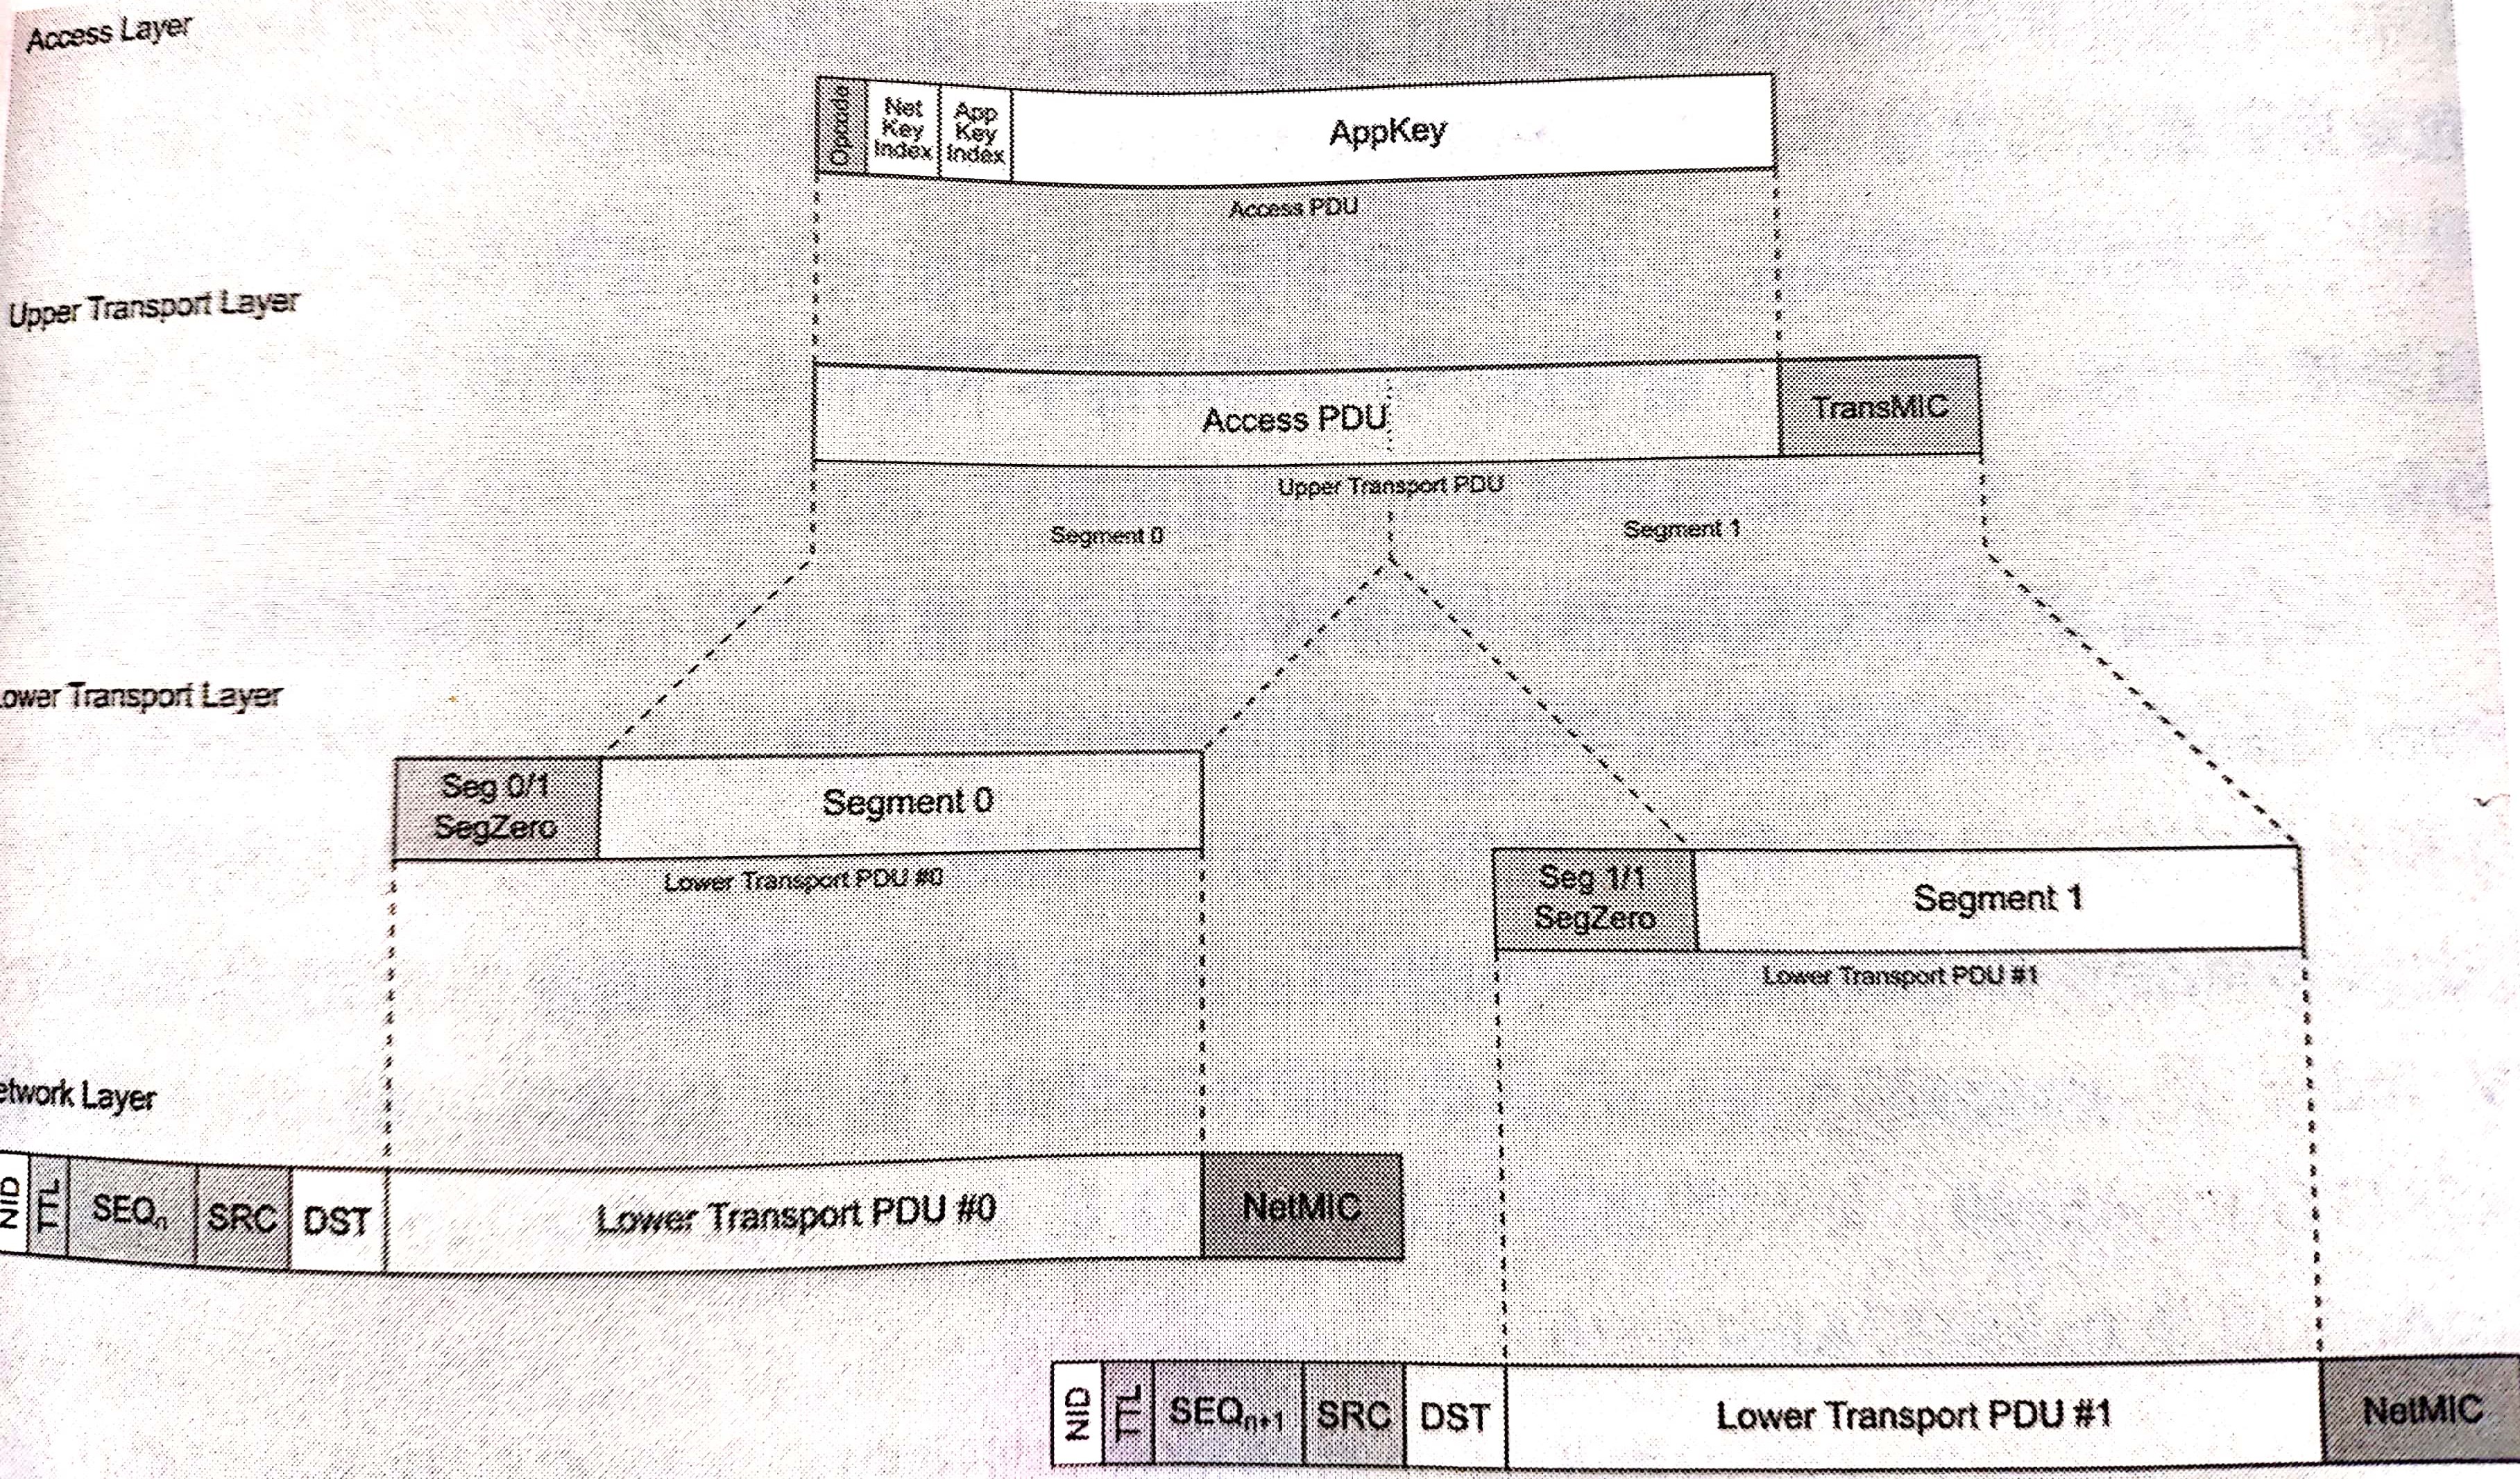 Access Layer
Opcode
Net
Key
Index
App
Key
Index
AppKey
Access PDU
Upper Transport Layer
Access PDU
TransMIC
Upper Transport PDU
Segment 0
Segment 1
ower Transport Layer
Seg 0/1
SegZero
Segment 0
Lower Transport PDU #0
Seg 1/1
SegZero
Segment 1
Lower Transport PDU #1
etwork Layer
NID
TTL
SEQn
SRC
DST
Lower Transport PDU #0
NetMIC
NID
TTL
SEQn+1
SRC
DST
Lower Transport PDU #1
NetMIC